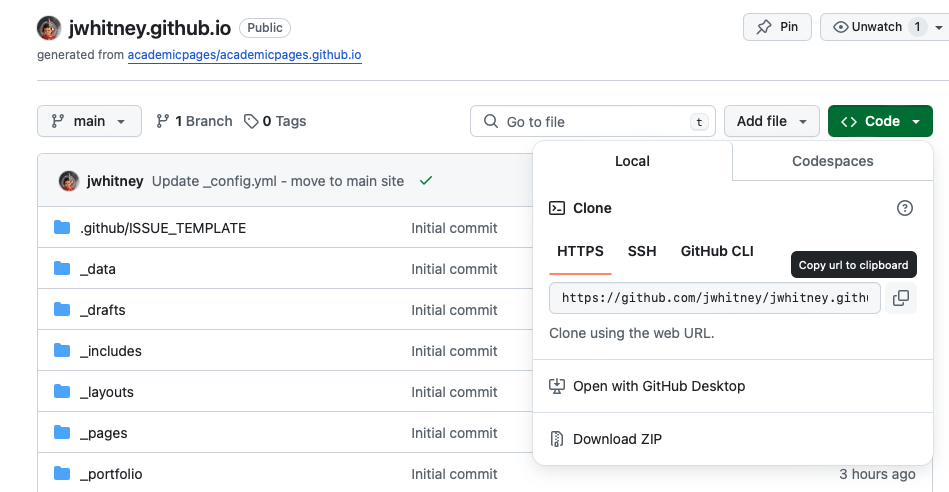 jwhitney.github.io Public Pin Unwatch 1
generated from academicpages/academicpages.github.io
main 1 Branch 0 Tags Go to file t Add file Code
Local Codespaces
jwhitney Update _config.yml - move to main site
Clone
.github/ISSUE_TEMPLATE Initial commit
HTTPS SSH GitHub CLI
Copy url to clipboard
_data Initial commit
https://github.com/jwhitney/jwhitney.gith
_drafts Initial commit
Clone using the web URL.
_includes Initial commit
_layouts Initial commit
Open with GitHub Desktop
_pages Initial commit
Download ZIP
_portfolio Initial commit 3 hours ago